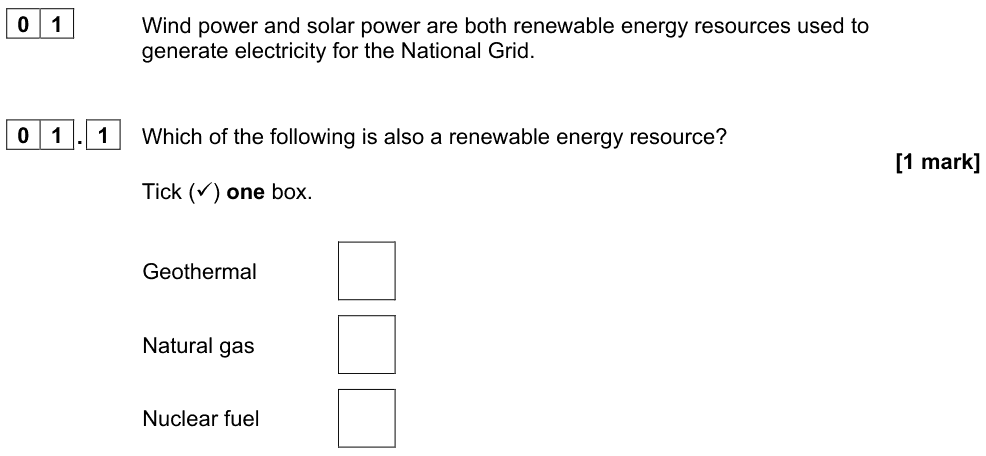 0 1 Wind power and solar power are both renewable energy resources used to
generate electricity for the National Grid.
0 1 . 1 Which of the following is also a renewable energy resource?
[1 mark]
Tick (✓) one box.
Geothermal
Natural gas
Nuclear fuel